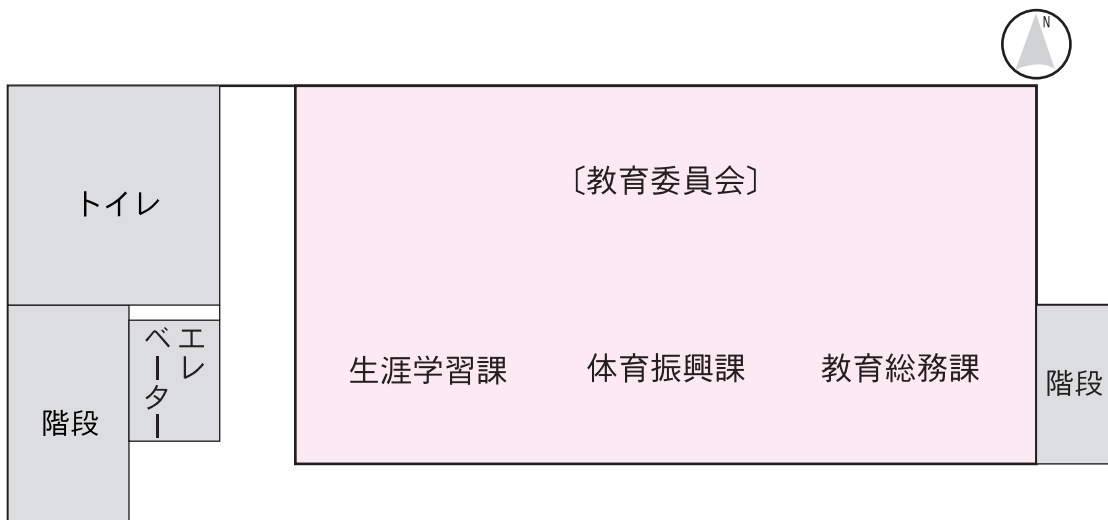 N
トイレ
〔教育委員会〕
エレ
ベーター
生涯学習課
体育振興課
教育総務課
階段
階段